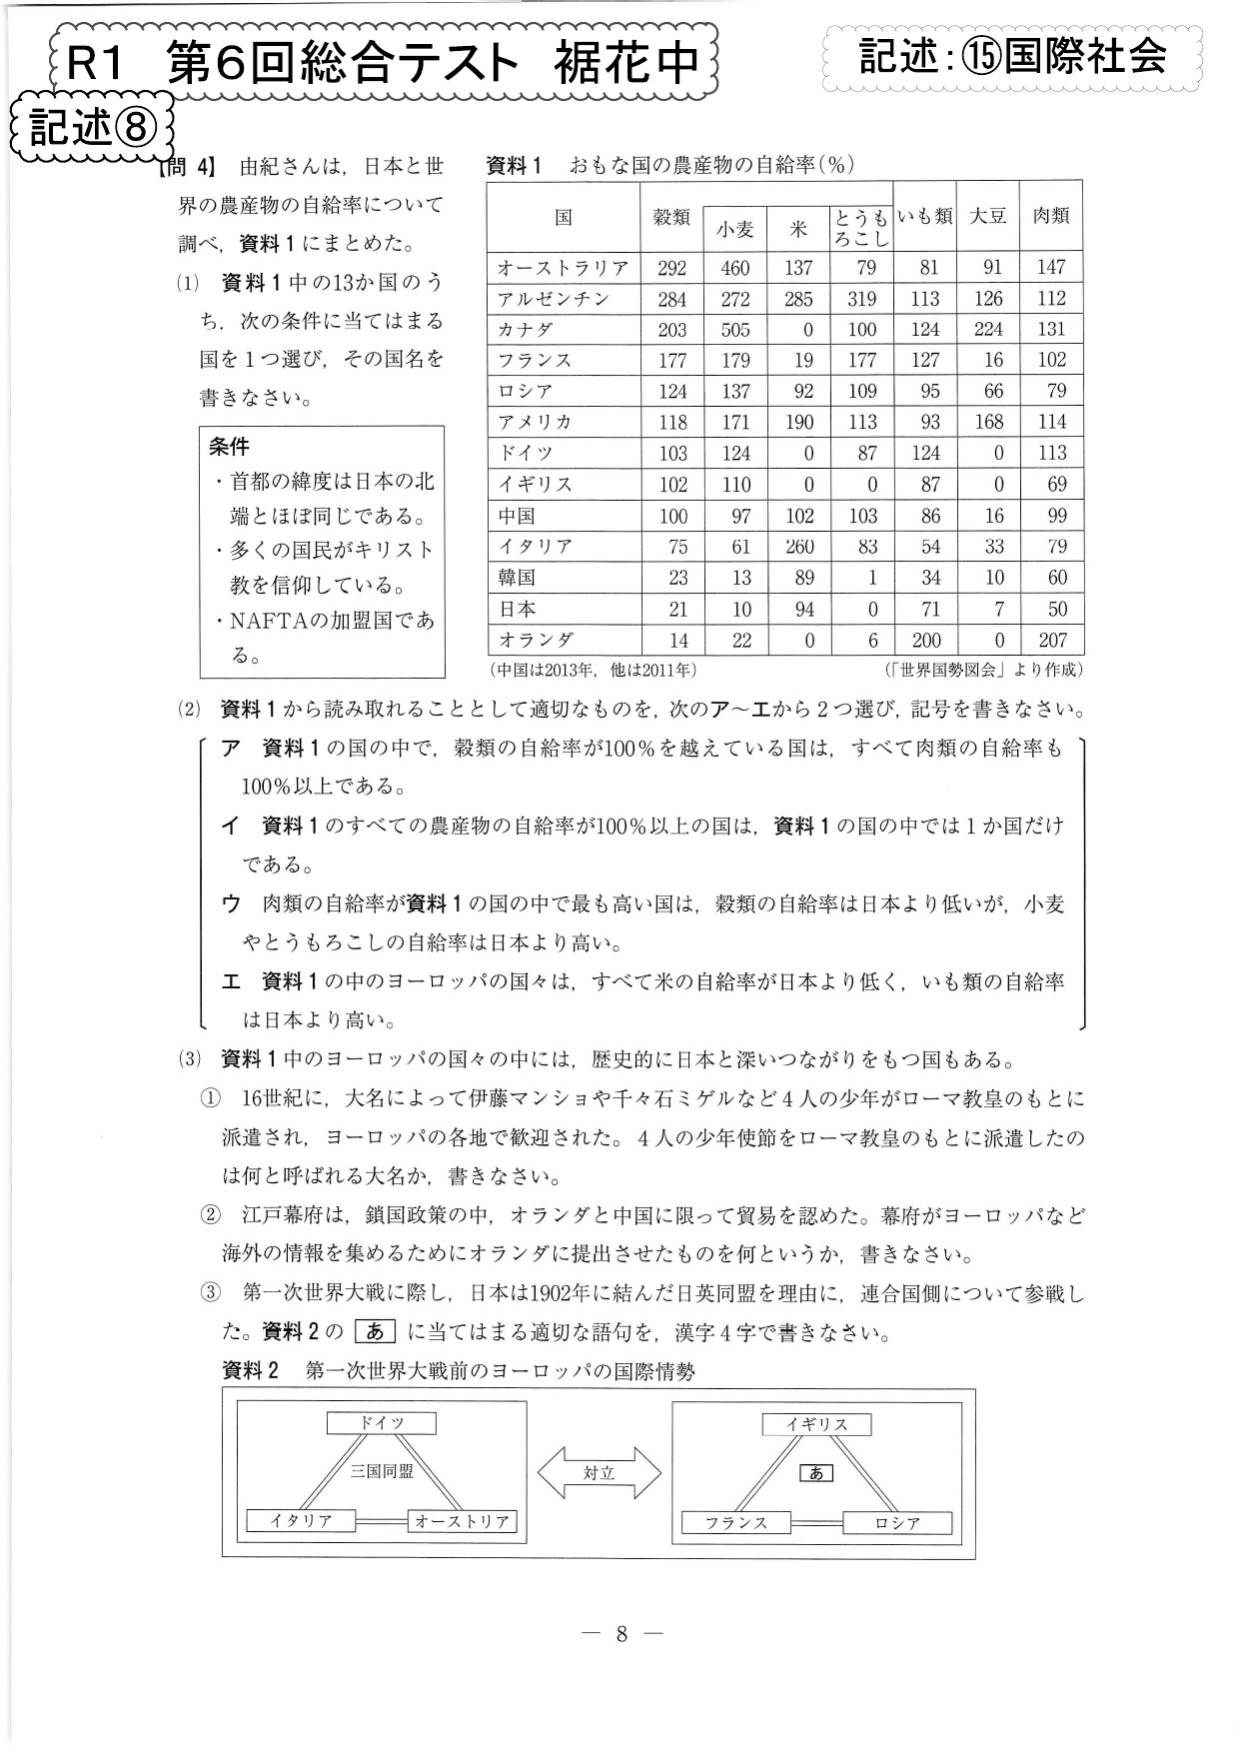 R1 第6回総合テスト 裾花中
記述:⑮国際社会
記述⑧
【問 4】 由紀さんは，日本と世
界の農産物の自給率について
調べ，資料1にまとめた。
(1) 資料1中の13か国のう
ち，次の条件に当てはまる
国を1つ選び，その国名を
書きなさい。
条件
・首都の緯度は日本の北
端とほぼ同じである。
・多くの国民がキリスト
教を信仰している。
・NAFTAの加盟国であ
る。
資料1 おもな国の農産物の自給率(%)
国 穀類 小麦 米 とうもろこし いも類 大豆 肉類
オーストラリア 292 460 137 79 81 91 147
アルゼンチン 284 272 285 319 113 126 112
カナダ 203 505 0 100 124 224 131
フランス 177 179 19 177 127 16 102
ロシア 124 137 92 109 95 66 79
アメリカ 118 171 190 113 93 168 114
ドイツ 103 124 0 87 124 0 113
イギリス 102 110 0 0 87 0 69
中国 100 97 102 103 86 16 99
イタリア 75 61 260 83 54 33 79
韓国 23 13 89 1 34 10 60
日本 21 10 94 0 71 7 50
オランダ 14 22 0 6 200 0 207
(中国は2013年，他は2011年) (「世界国勢図会」より作成)
(2) 資料1から読み取れることとして適切なものを，次のア～エから2つ選び，記号を書きなさい。
ア 資料1の国の中で，穀類の自給率が100%を越えている国は，すべて肉類の自給率も
100%以上である。
イ 資料1のすべての農産物の自給率が100%以上の国は，資料1の国の中では1か国だけ
である。
ウ 肉類の自給率が資料1の国の中で最も高い国は，穀類の自給率は日本より低いが，小麦
やとうもろこしの自給率は日本より高い。
エ 資料1の中のヨーロッパの国々は，すべて米の自給率が日本より低く，いも類の自給率
は日本より高い。
(3) 資料1中のヨーロッパの国々の中には，歴史的に日本と深いつながりをもつ国もある。
① 16世紀に，大名によって伊藤マンショや千々石ミゲルなど4人の少年がローマ教皇のもとに
派遣され，ヨーロッパの各地で歓迎された。4人の少年使節をローマ教皇のもとに派遣したの
は何と呼ばれる大名か，書きなさい。
② 江戸幕府は，鎖国政策の中，オランダと中国に限って貿易を認めた。幕府がヨーロッパなど
海外の情報を集めるためにオランダに提出させたものを何というか，書きなさい。
③ 第一次世界大戦に際し，日本は1902年に結んだ日英同盟を理由に，連合国側について参戦し
た。資料2の あ に当てはまる適切な語句を，漢字4字で書きなさい。
資料2 第一次世界大戦前のヨーロッパの国際情勢
ドイツ
三国同盟
イタリア オーストリア
対立
イギリス
あ
フランス ロシア
― 8 ―